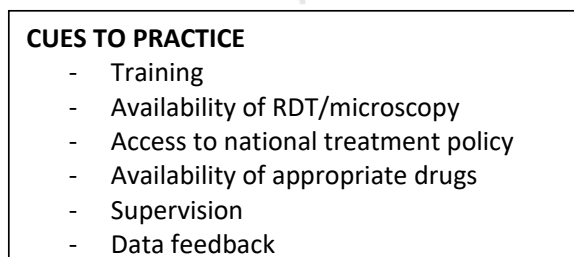 CUES TO PRACTICE
- Training
- Availability of RDT/microscopy
- Access to national treatment policy
- Availability of appropriate drugs
- Supervision
- Data feedback